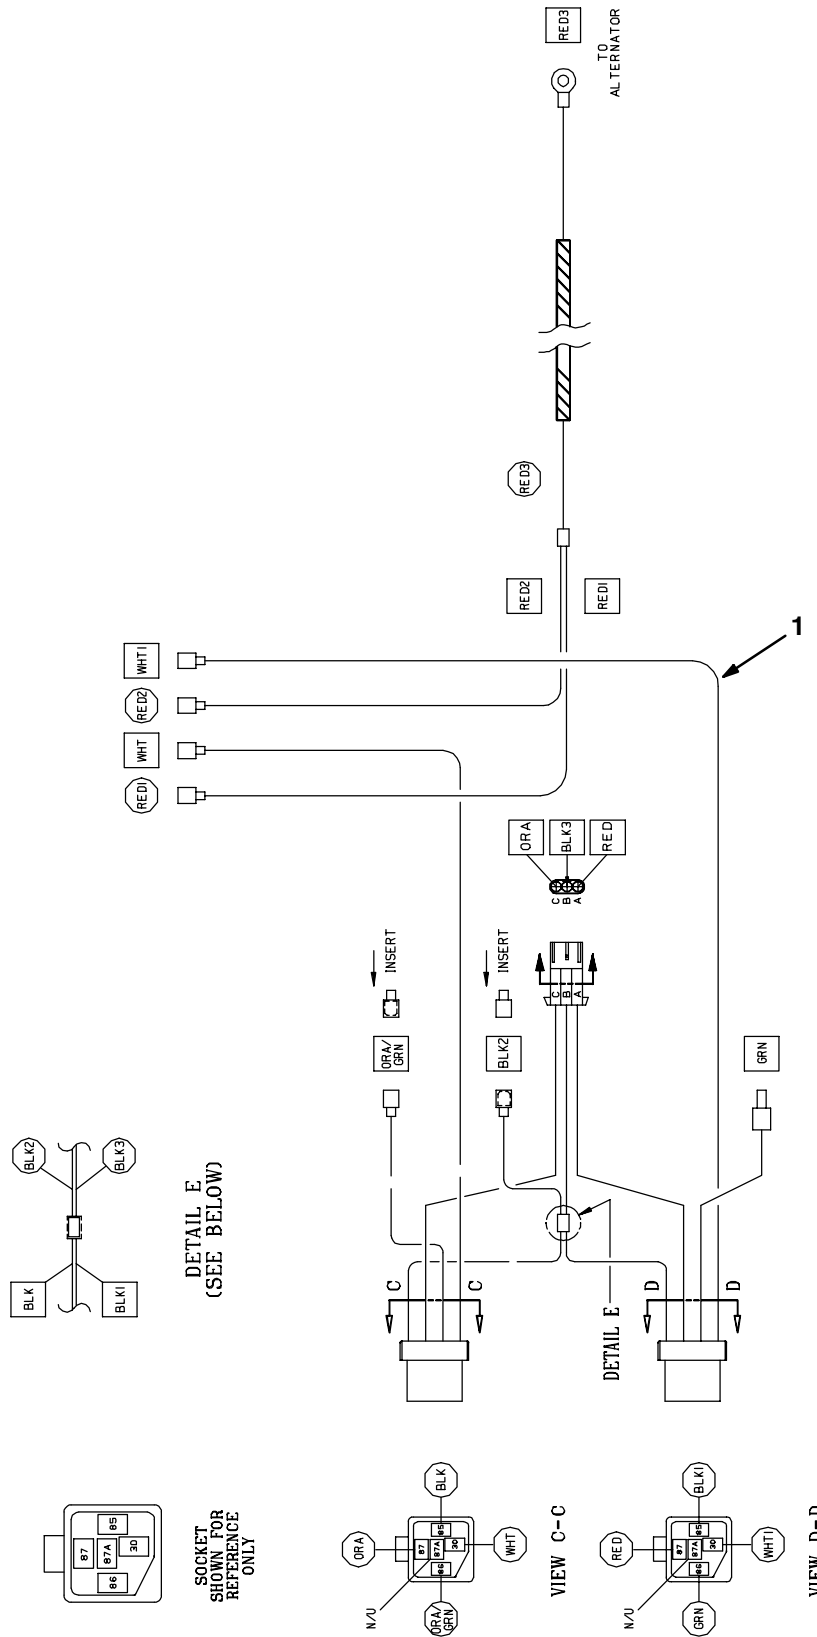 RED3
TO
ALTERNATOR
RED3
RED2
RED1
WHT1
RED2
WHT
RED1
1
ORA
BLK3
RED
C
B
A
INSERT
INSERT
C
B
A
ORA/
GRN
BLK2
GRN
BLK2
BLK3
BLK
BLK1
DETAIL E
(SEE BELOW)
C
C
DETAIL E
D
D
87
87A
85
86
30
SOCKET
SHOWN FOR
REFERENCE
ONLY
ORA
BLK
N/U
87
87A
85
86
30
ORA/
GRN
WHT
VIEW C-C
RED
BLK1
N/U
87
87A
85
86
30
GRN
WHT1
VIEW D-D